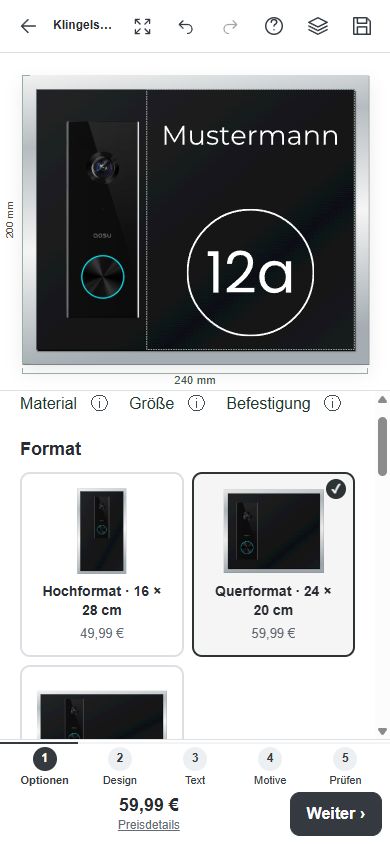 Klingels...
Mustermann
aosu
12a
200 mm
240 mm
Material Größe Befestigung
Format
Hochformat · 16 ×
28 cm
49,99 €
Querformat · 24 ×
20 cm
59,99 €
1 2 3 4 5
Optionen Design Text Motive Prüfen
59,99 €
Preisdetails
Weiter ›